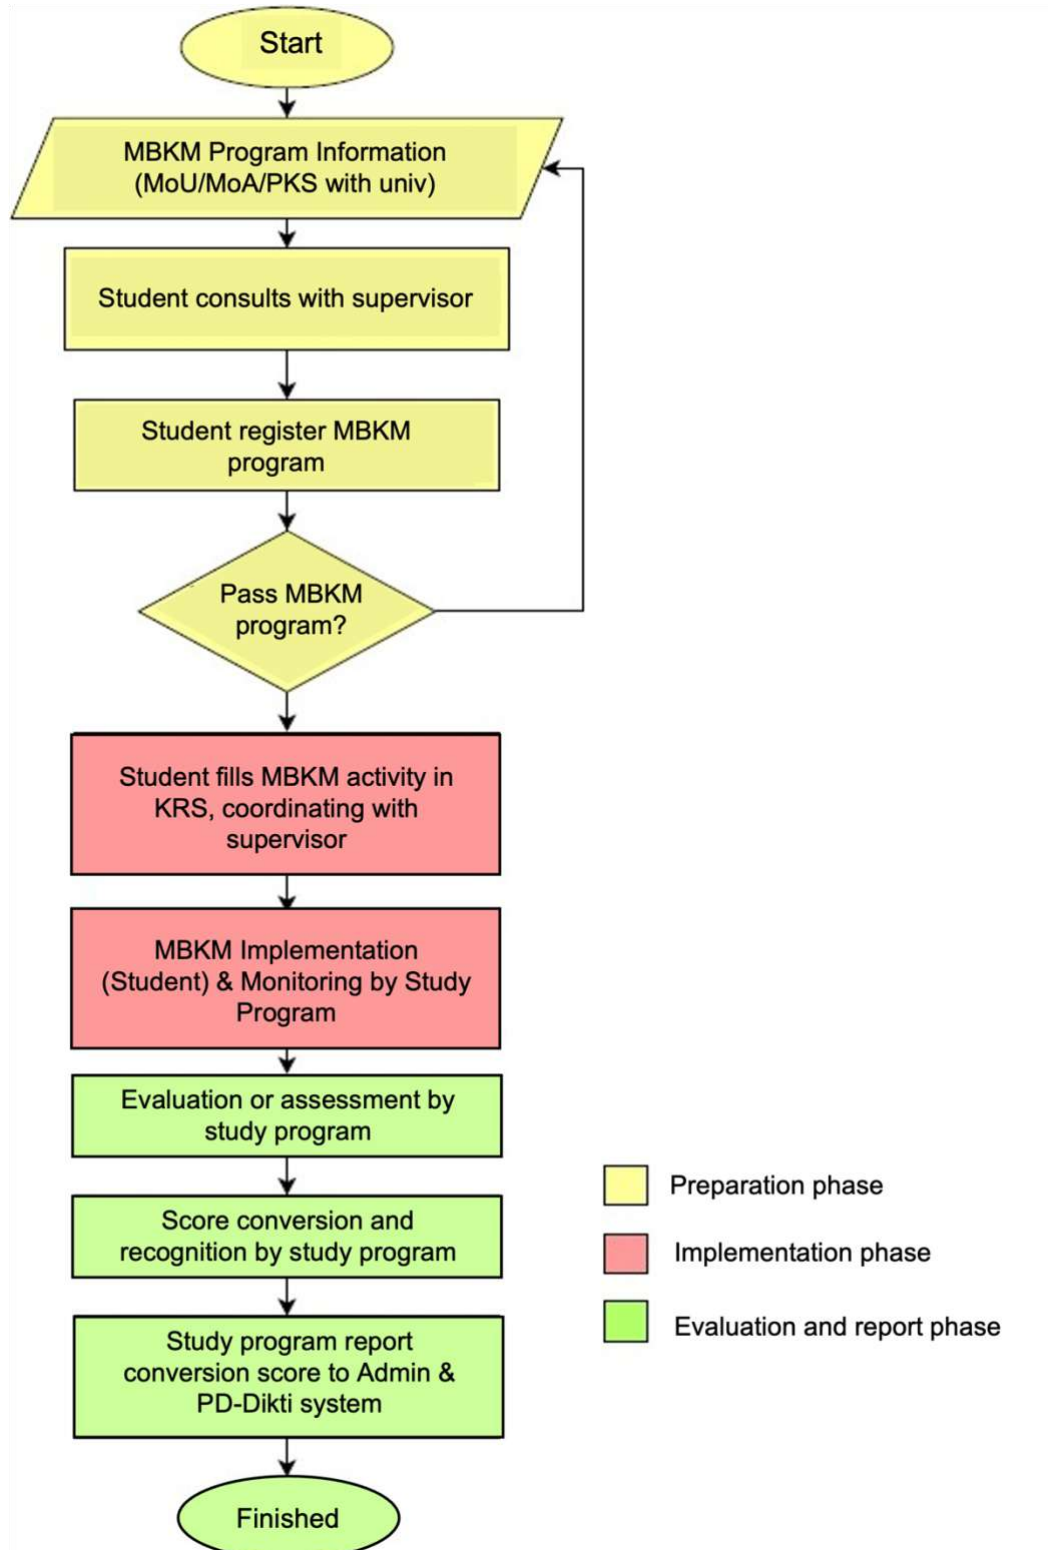 Start
MBKM Program Information
(MoU/MoA/PKS with univ)
Student consults with supervisor
Student register MBKM
program
Pass MBKM
program?
Student fills MBKM activity in
KRS, coordinating with
supervisor
MBKM Implementation
(Student) & Monitoring by Study
Program
Evaluation or assessment by
study program
Score conversion and
recognition by study program
Study program report
conversion score to Admin &
PD-Dikti system
Finished
Preparation phase
Implementation phase
Evaluation and report phase